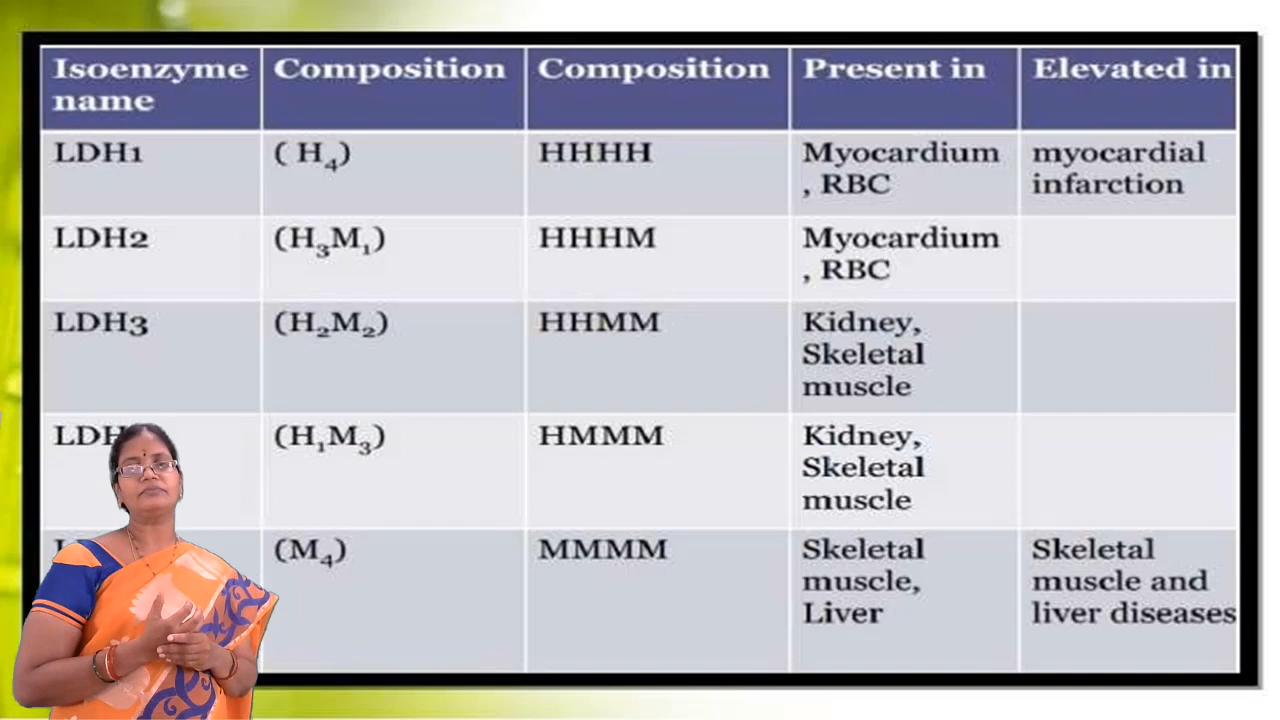 Isoenzyme name Composition Composition Present in Elevated in
LDH1 ( H₄) HHHH Myocardium , RBC myocardial infarction
LDH2 (H₃M₁) HHHM Myocardium , RBC
LDH3 (H₂M₂) HHMM Kidney, Skeletal muscle
(H₁M₃) HMMM Kidney, Skeletal muscle
(M₄) MMMM Skeletal muscle, Liver Skeletal muscle and liver diseases